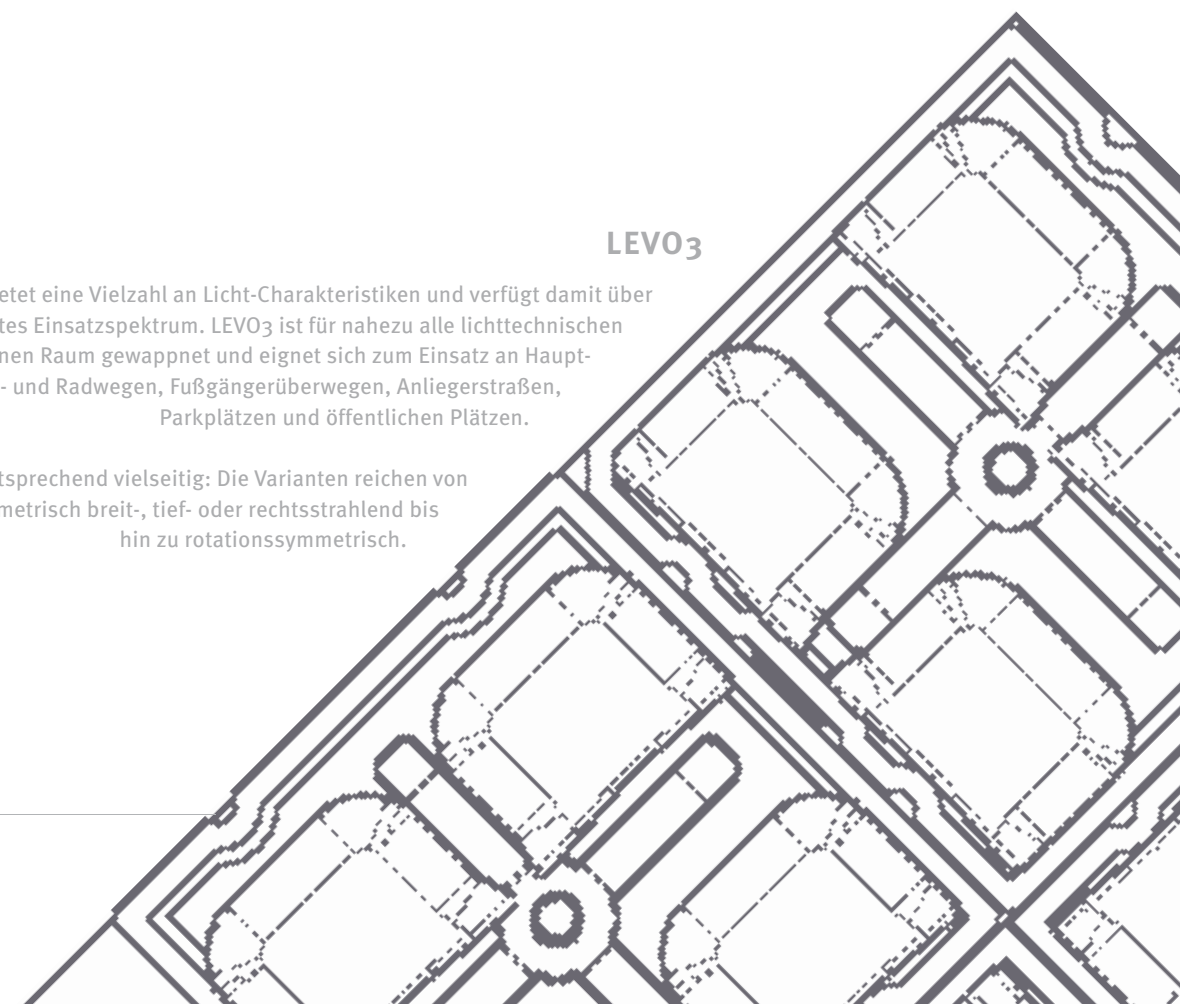 LEVO3
etet eine Vielzahl an Licht-Charakteristiken und verfügt damit über
tes Einsatzspektrum. LEVO3 ist für nahezu alle lichttechnischen
nen Raum gewappnet und eignet sich zum Einsatz an Haupt-
- und Radwegen, Fußgängerüberwegen, Anliegerstraßen,
Parkplätzen und öffentlichen Plätzen.
tsprechend vielseitig: Die Varianten reichen von
metrisch breit-, tief- oder rechtsstrahlend bis
hin zu rotationssymmetrisch.